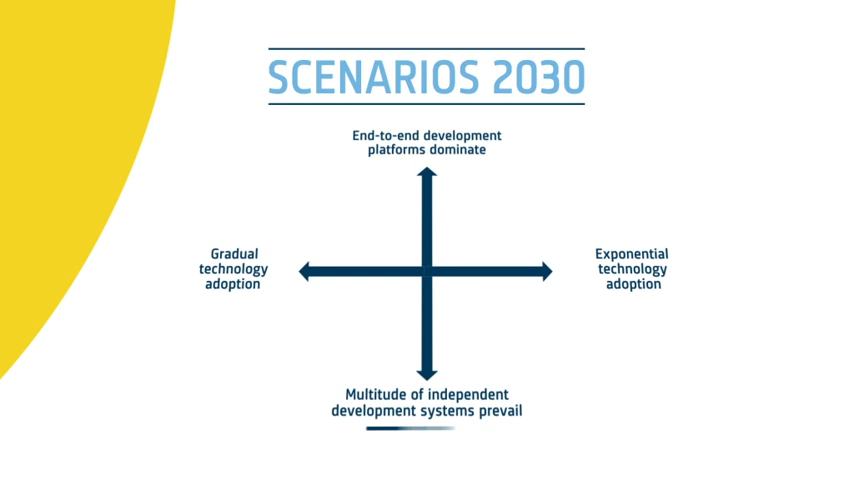 SCENARIOS 2030
End-to-end development
platforms dominate
Gradual
technology
adoption
Exponential
technology
adoption
Multitude of independent
development systems prevail